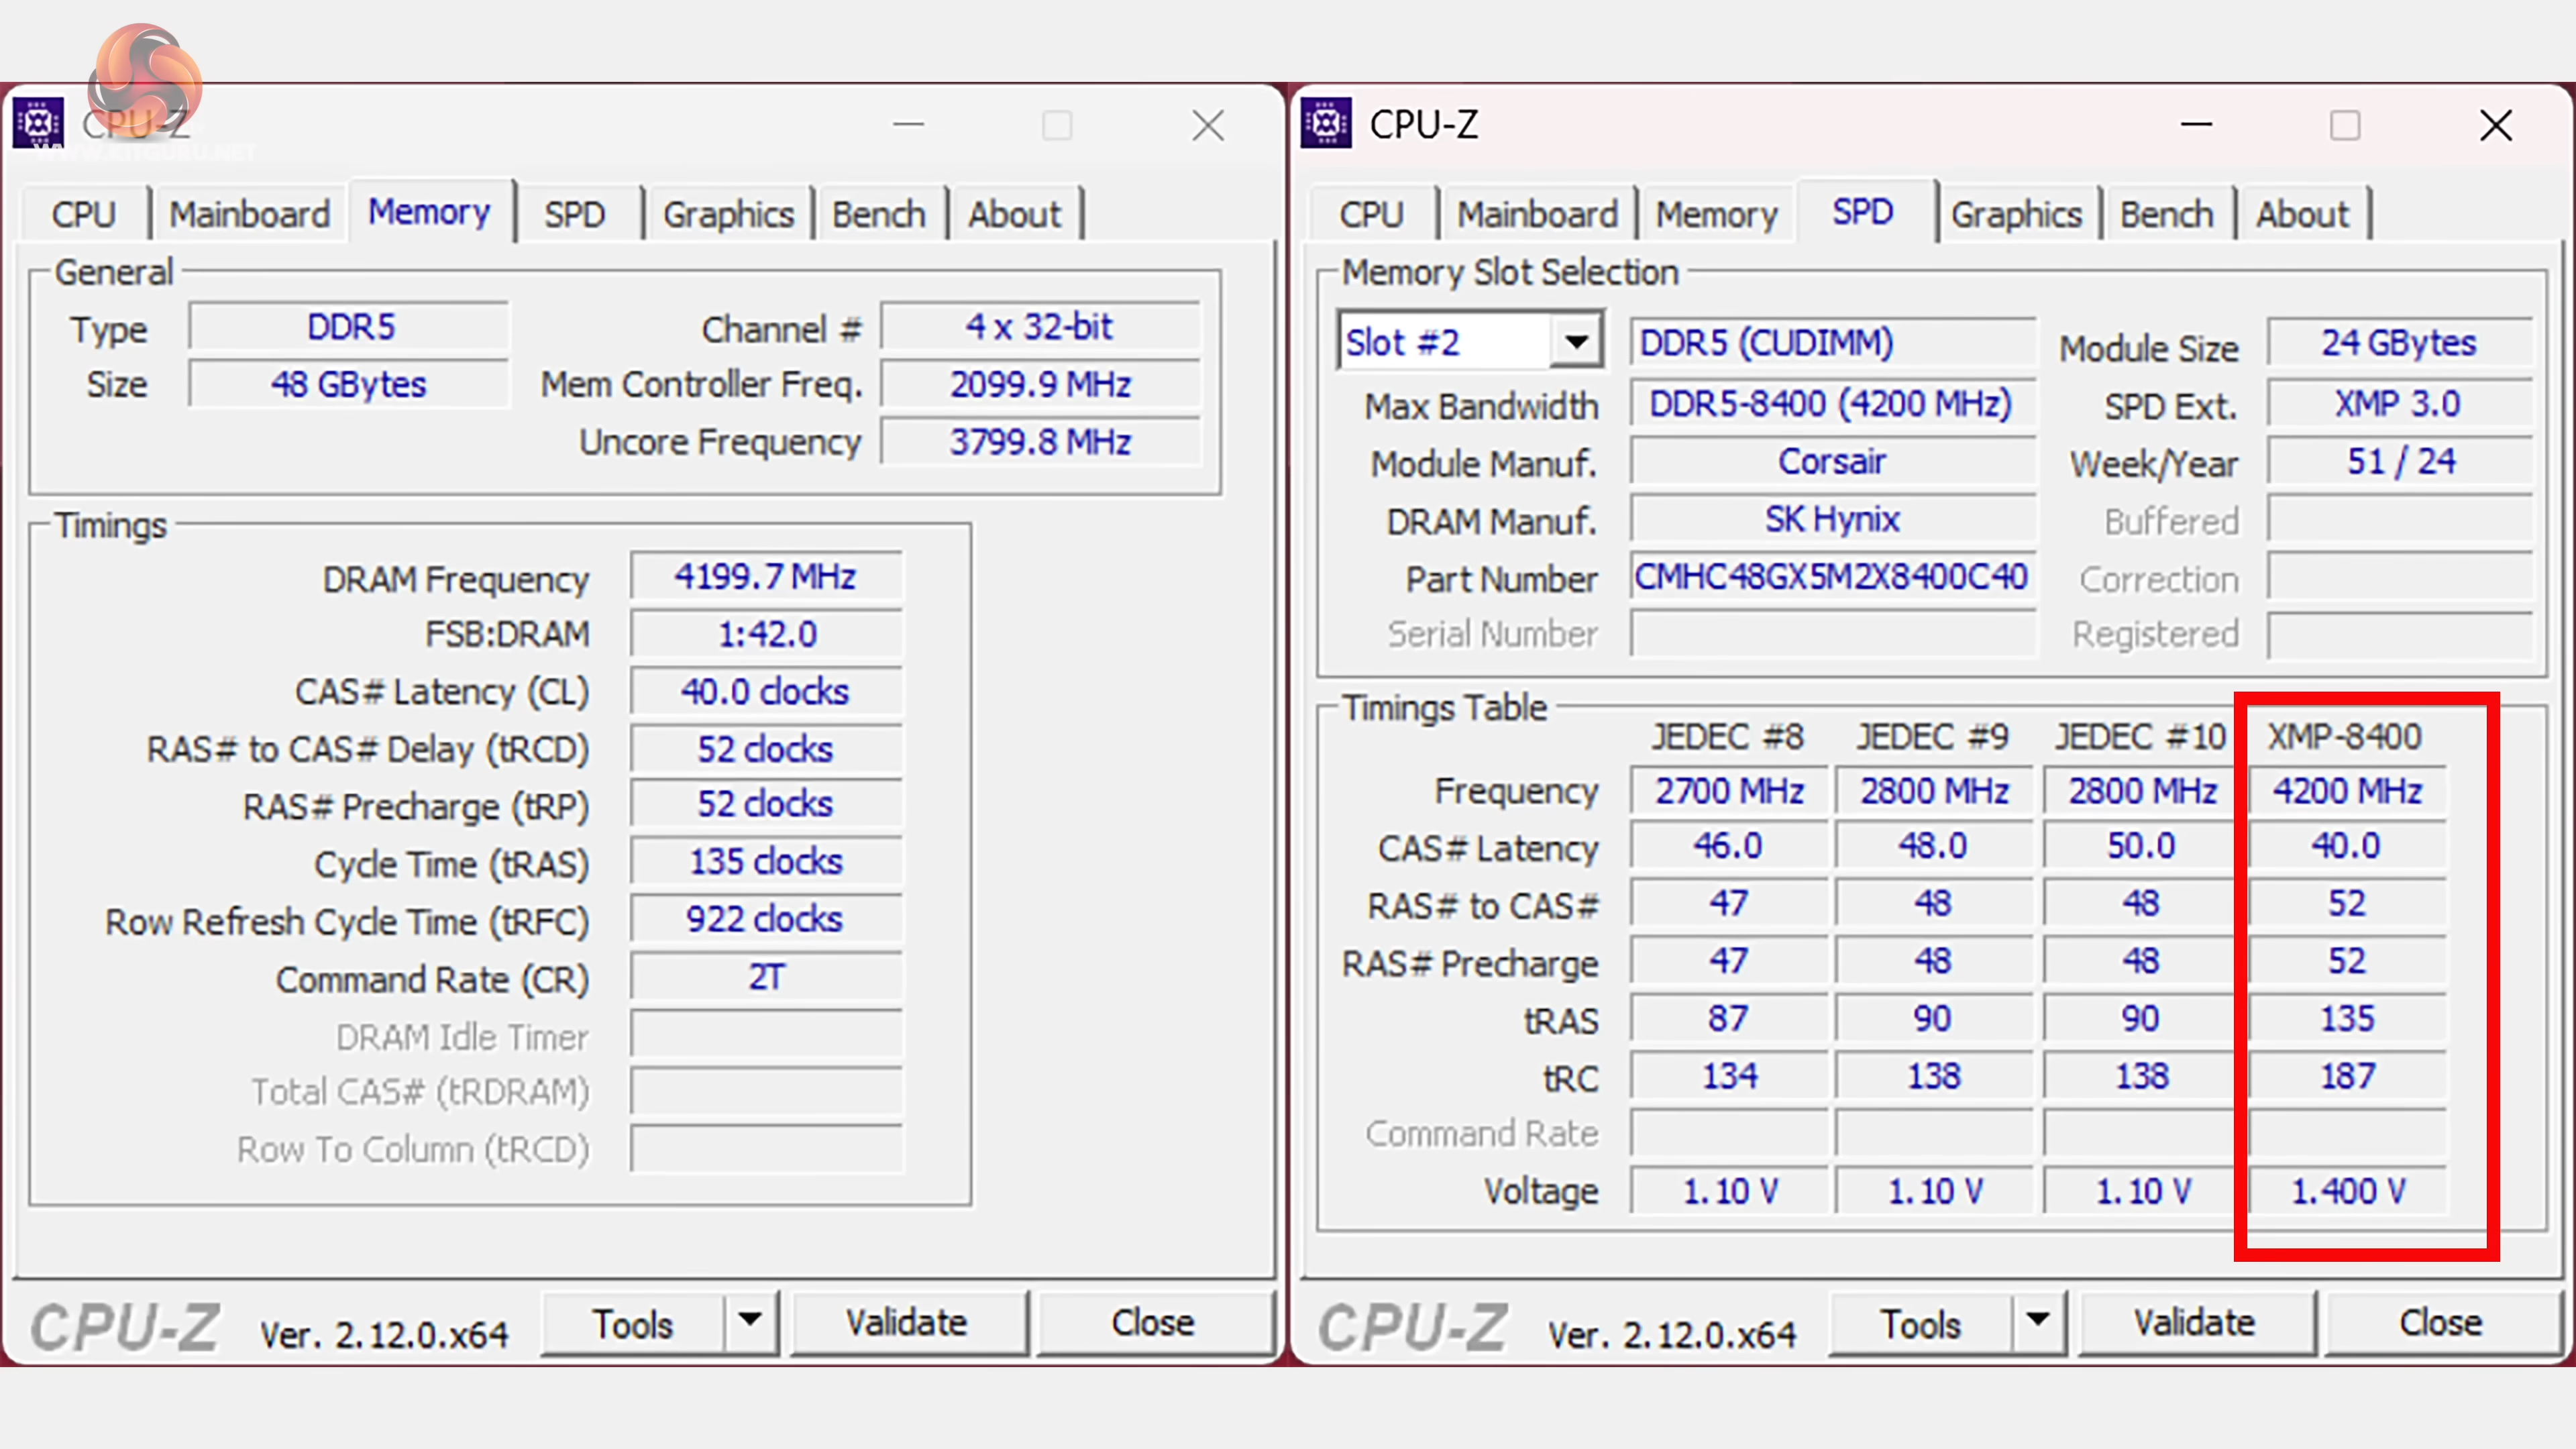 CPU-Z
WWW.KITGURU.NET
CPU Mainboard Memory SPD Graphics Bench About
General
Type DDR5 Channel # 4 x 32-bit
Size 48 GBytes Mem Controller Freq. 2099.9 MHz
Uncore Frequency 3799.8 MHz
Timings
DRAM Frequency 4199.7 MHz
FSB:DRAM 1:42.0
CAS# Latency (CL) 40.0 clocks
RAS# to CAS# Delay (tRCD) 52 clocks
RAS# Precharge (tRP) 52 clocks
Cycle Time (tRAS) 135 clocks
Row Refresh Cycle Time (tRFC) 922 clocks
Command Rate (CR) 2T
DRAM Idle Timer
Total CAS# (tRDRAM)
Row To Column (tRCD)
CPU-Z Ver. 2.12.0.x64 Tools Validate Close
CPU-Z
CPU Mainboard Memory SPD Graphics Bench About
Memory Slot Selection
Slot #2 DDR5 (CUDIMM) Module Size 24 GBytes
Max Bandwidth DDR5-8400 (4200 MHz) SPD Ext. XMP 3.0
Module Manuf. Corsair Week/Year 51 / 24
DRAM Manuf. SK Hynix Buffered
Part Number CMHC48GX5M2X8400C40 Correction
Serial Number Registered
Timings Table
JEDEC #8 JEDEC #9 JEDEC #10 XMP-8400
Frequency 2700 MHz 2800 MHz 2800 MHz 4200 MHz
CAS# Latency 46.0 48.0 50.0 40.0
RAS# to CAS# 47 48 48 52
RAS# Precharge 47 48 48 52
tRAS 87 90 90 135
tRC 134 138 138 187
Command Rate
Voltage 1.10 V 1.10 V 1.10 V 1.400 V
CPU-Z Ver. 2.12.0.x64 Tools Validate Close